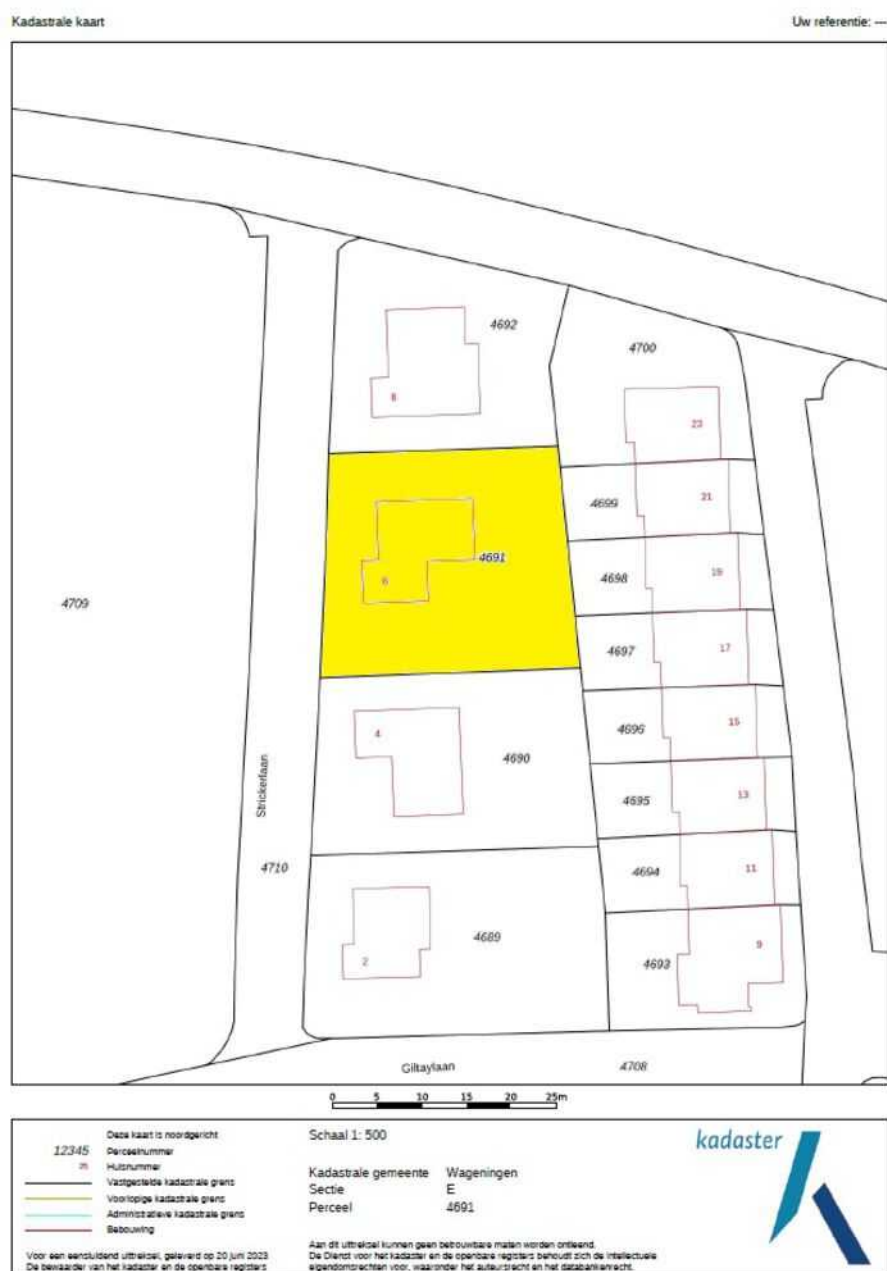 Kadastrale kaart
Uw referentie: ---
4692
8
4700
23
4699
21
4691
6
4698
19
4709
4697
17
4696
15
4
4690
4695
13
Strickerlaan
4710
4694
11
4689
2
4693
9
Giltaylaan
4708
0 5 10 15 20 25m
Deze kaart is noordgericht
12345 Perceelnummer
25 Huisnummer
Vastgestelde kadastrale grens
Voorlopige kadastrale grens
Administratieve kadastrale grens
Bebouwing
Voor een eensluidend uittreksel, geleverd op 20 juni 2023
De bewaarder van het kadaster en de openbare registers
Schaal 1: 500
Kadastrale gemeente Wageningen
Sectie E
Perceel 4691
Aan dit uittreksel kunnen geen betrouwbare maten worden ontleend.
De Dienst voor het kadaster en de openbare registers behoudt zich de intellectuele
eigendomsrechten voor, waaronder het auteursrecht en het databankenrecht.
kadaster